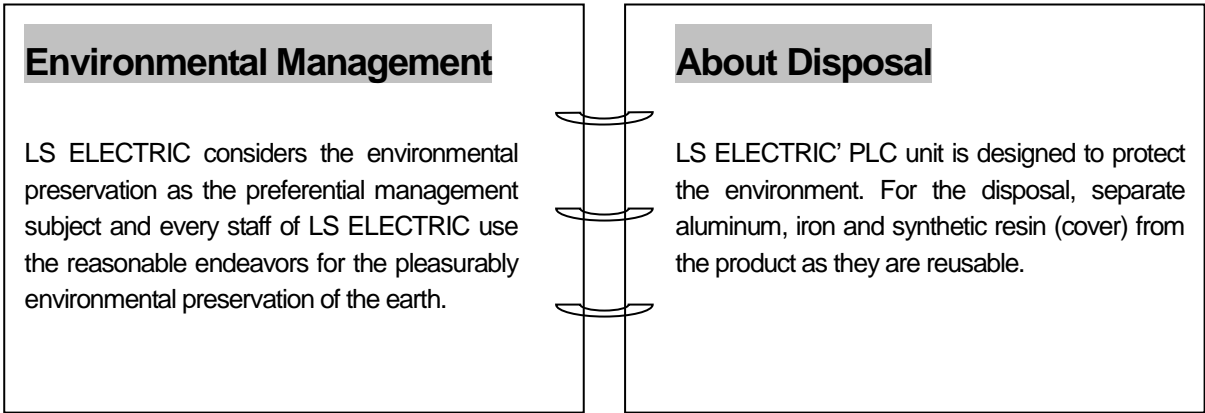 Environmental Management
LS ELECTRIC considers the environmental
preservation as the preferential management
subject and every staff of LS ELECTRIC use
the reasonable endeavors for the pleasurably
environmental preservation of the earth.
About Disposal
LS ELECTRIC’ PLC unit is designed to protect
the environment. For the disposal, separate
aluminum, iron and synthetic resin (cover) from
the product as they are reusable.